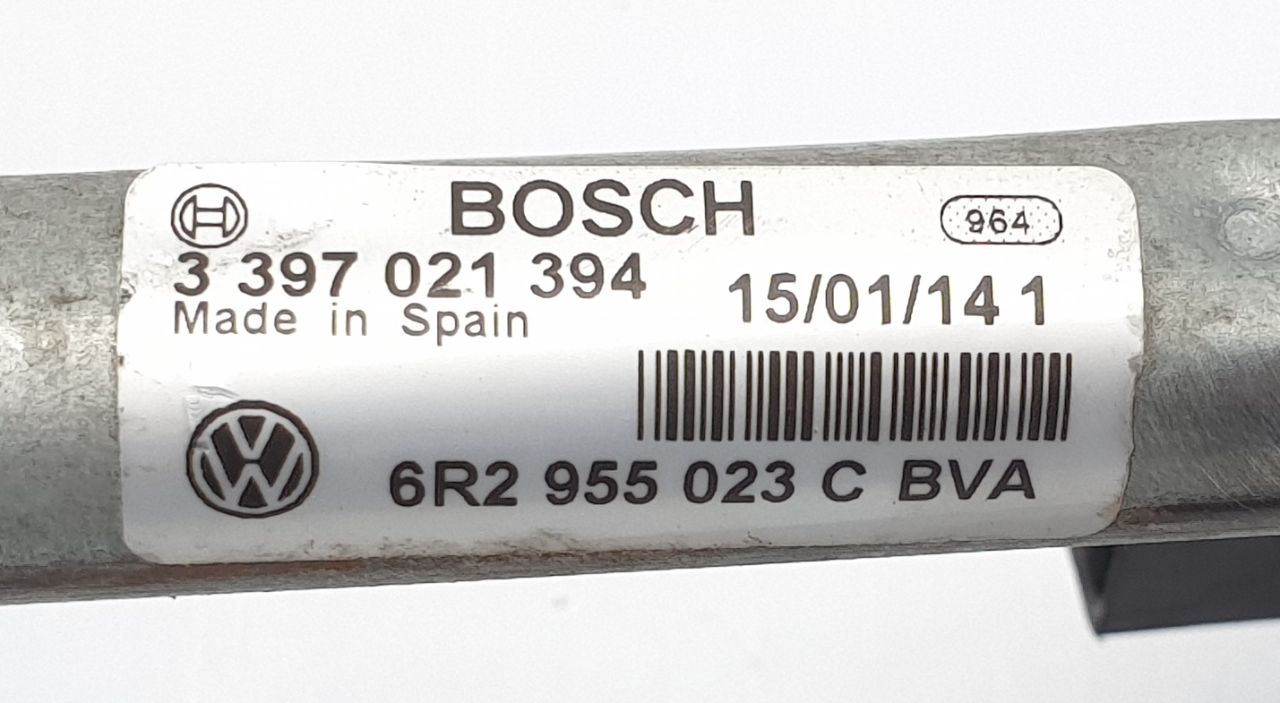 BOSCH
964
3 397 021 394
15/01/14 1
Made in Spain
6R2 955 023 C BVA